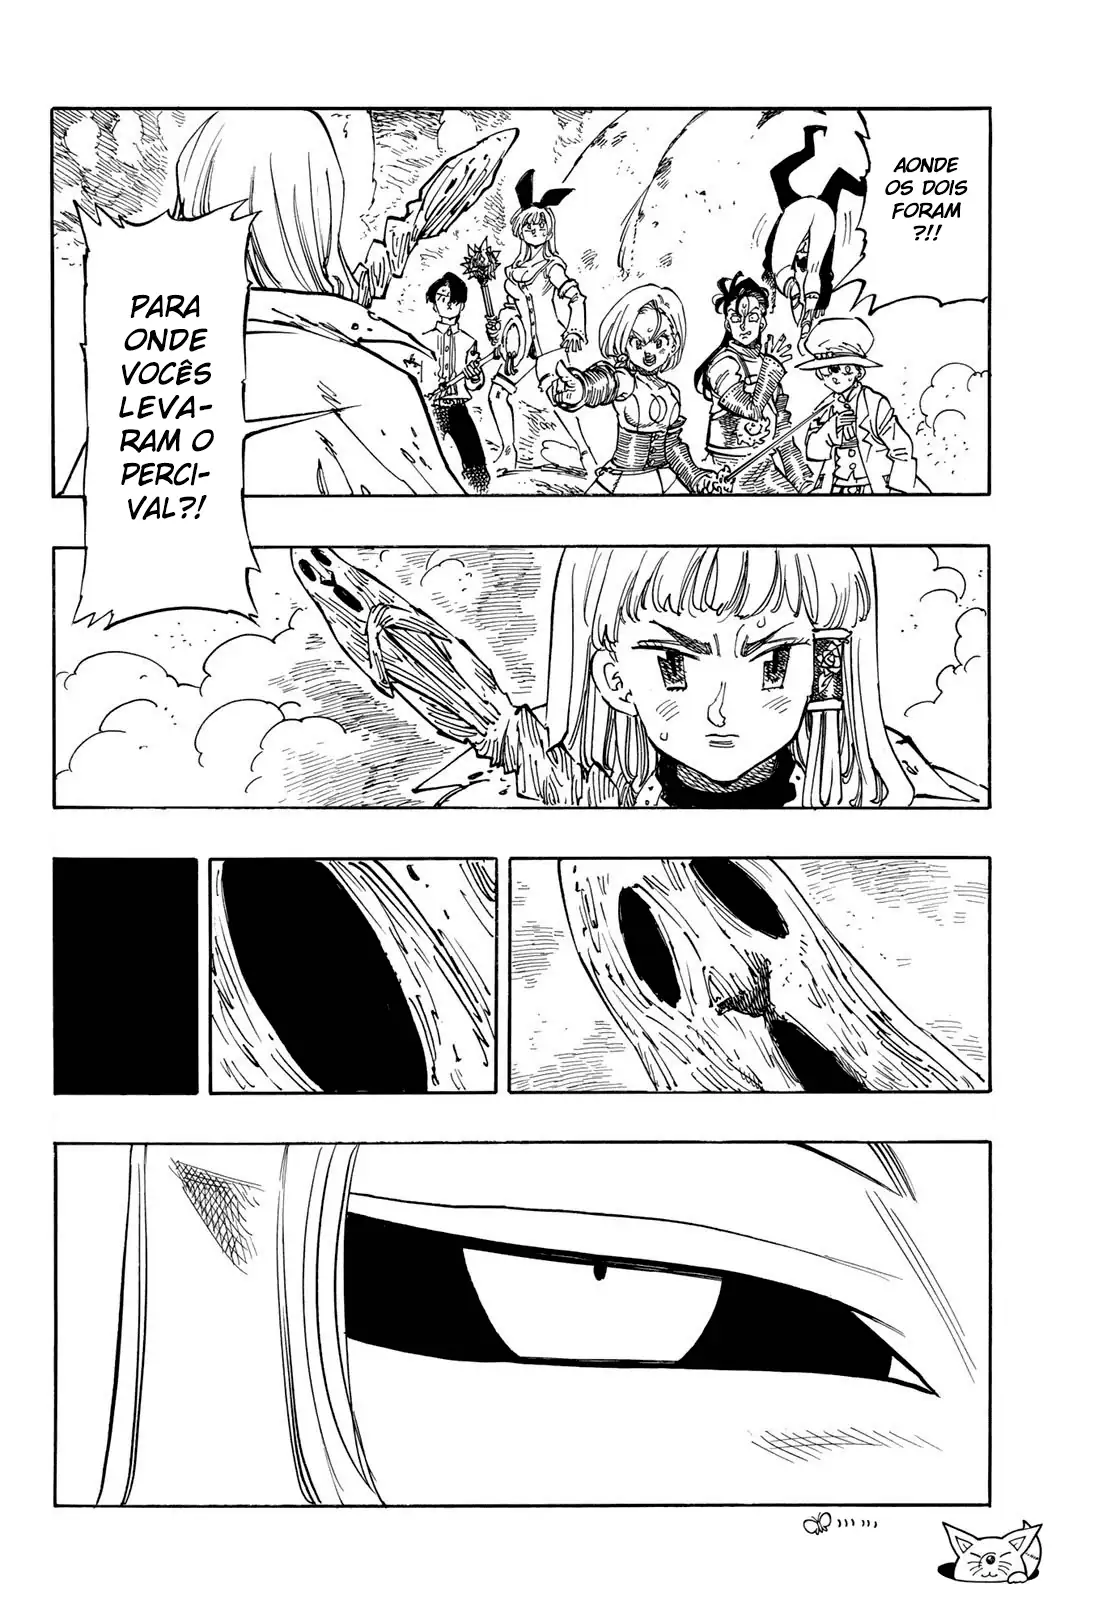 AONDE
OS DOIS
FORAM
?!!
PARA
ONDE
VOCÊS
LEVA-
RAM O
PERCI-
VAL?!